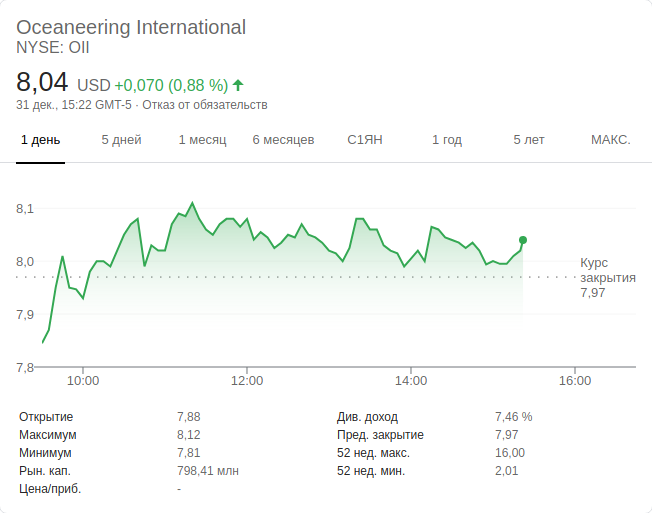 Oceaneering International
NYSE: OII
8,04 USD +0,070 (0,88 %)
31 дек., 15:22 GMT-5 · Отказ от обязательств
1 день 5 дней 1 месяц 6 месяцев С1ЯН 1 год 5 лет МАКС.
8,1
8,0
7,9
7,8
Курс
закрытия
7,97
10:00 12:00 14:00 16:00
Открытие 7,88 Див. доход 7,46 %
Максимум 8,12 Пред. закрытие 7,97
Минимум 7,81 52 нед. макс. 16,00
Рын. кап. 798,41 млн 52 нед. мин. 2,01
Цена/приб. -